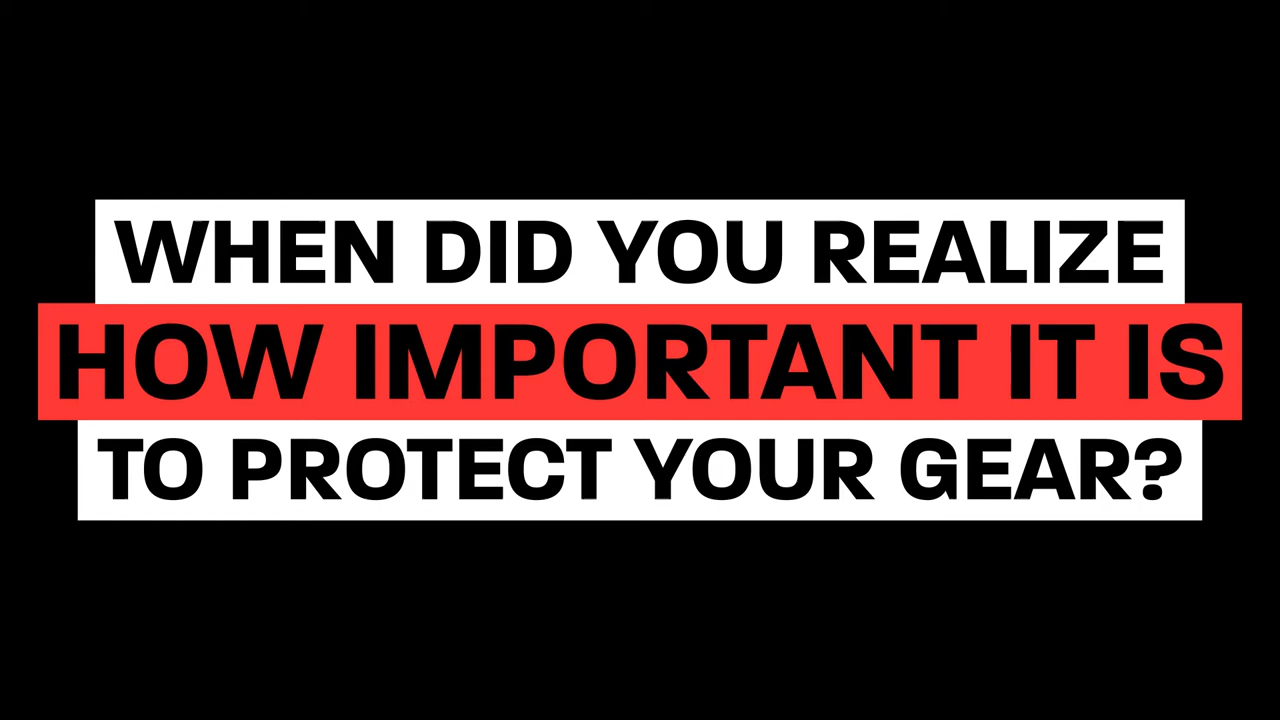 WHEN DID YOU REALIZE
HOW IMPORTANT IT IS
TO PROTECT YOUR GEAR?